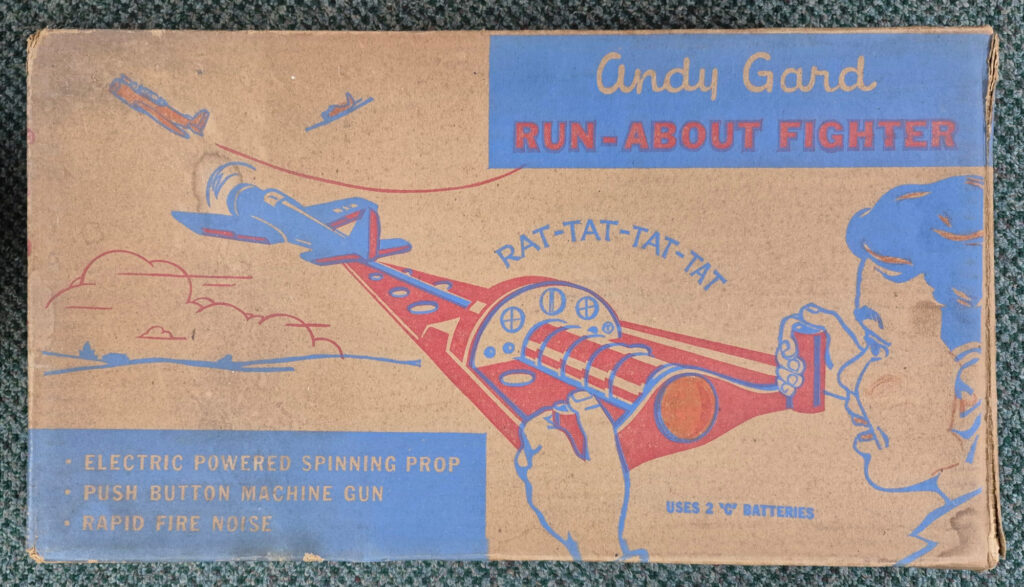 Andy Gard
RUN-ABOUT FIGHTER
RAT-TAT-TAT-TAT
• ELECTRIC POWERED SPINNING PROP
• PUSH BUTTON MACHINE GUN
• RAPID FIRE NOISE
USES 2 "C" BATTERIES